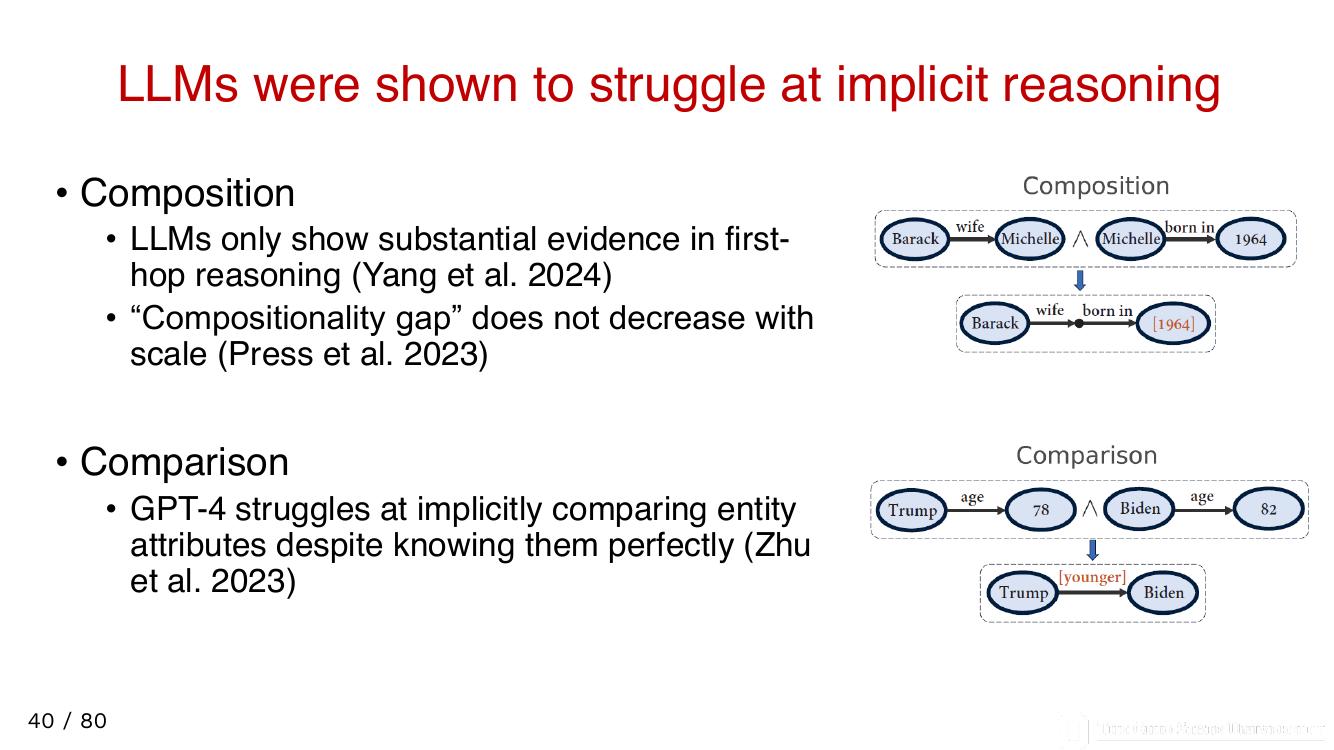 LLMs were shown to struggle at implicit reasoning
• Composition
• LLMs only show substantial evidence in first-
hop reasoning (Yang et al. 2024)
• “Compositionality gap” does not decrease with
scale (Press et al. 2023)
Composition
Barack wife Michelle ∧ Michelle born in 1964
Barack wife born in [1964]
• Comparison
• GPT-4 struggles at implicitly comparing entity
attributes despite knowing them perfectly (Zhu
et al. 2023)
Comparison
Trump age 78 ∧ Biden age 82
Trump [younger] Biden
40 / 80